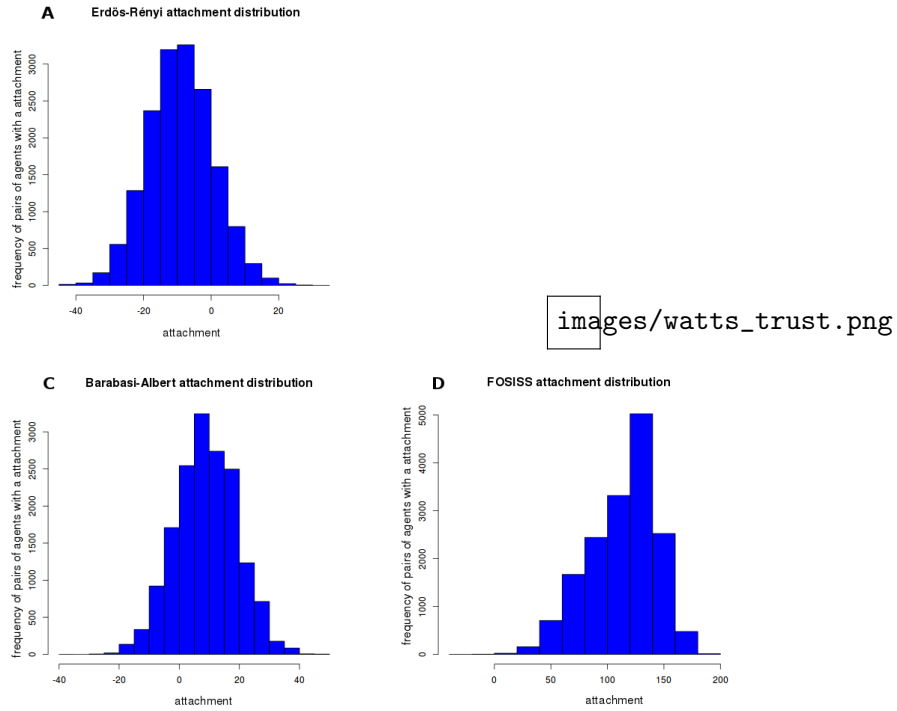 A
Erdös-Rényi attachment distribution
frequency of pairs of agents with a attachment
0
500
1000
1500
2000
2500
3000
-40
-20
0
20
attachment
images/watts_trust.png
C
Barabasi-Albert attachment distribution
frequency of pairs of agents with a attachment
0
500
1000
1500
2000
2500
3000
-40
-20
0
20
40
attachment
D
FOSISS attachment distribution
frequency of pairs of agents with a attachment
0
1000
2000
3000
4000
5000
0
50
100
150
200
attachment